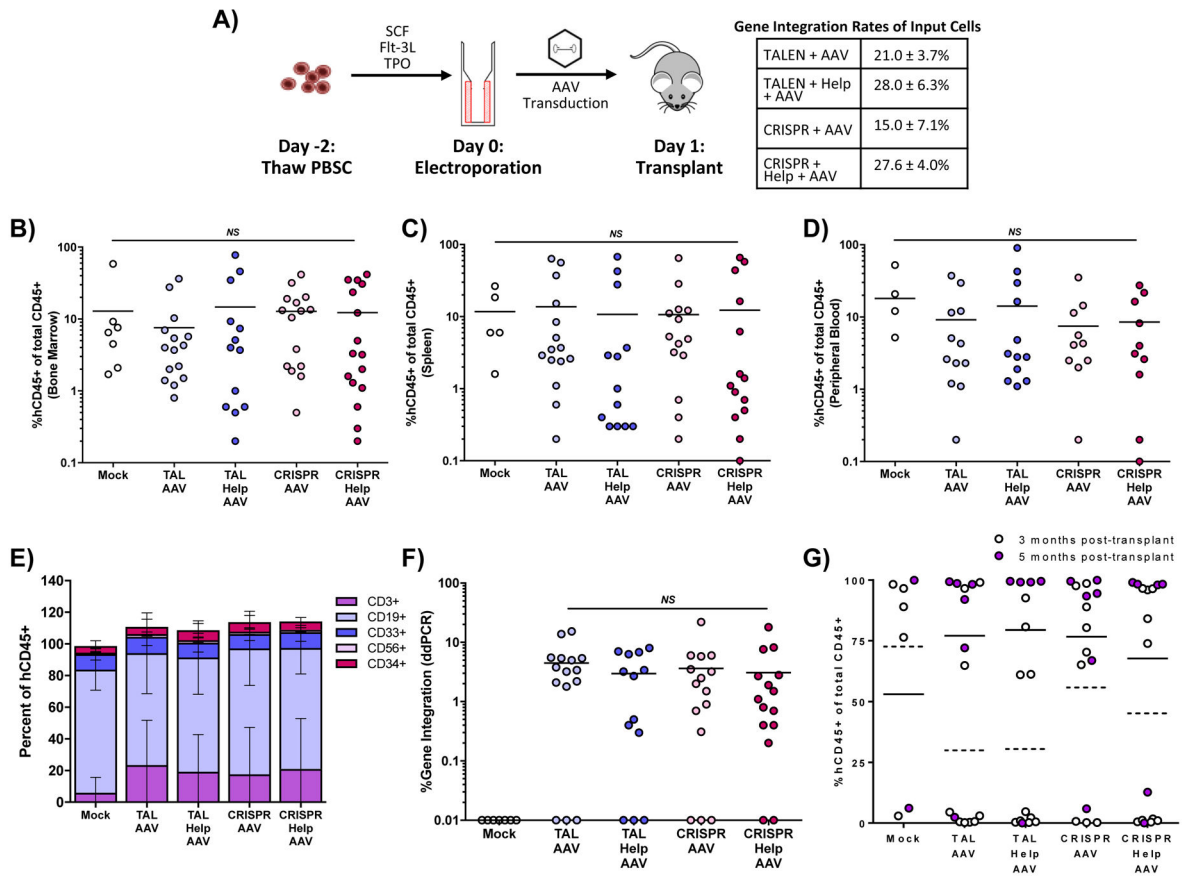 A)
SCF
Flt-3L
TPO
AAV
Transduction
Day -2:
Thaw PBSC
Day 0:
Electroporation
Day 1:
Transplant
Gene Integration Rates of Input Cells
TALEN + AAV 21.0 ± 3.7%
TALEN + Help + AAV 28.0 ± 6.3%
CRISPR + AAV 15.0 ± 7.1%
CRISPR + Help + AAV 27.6 ± 4.0%
B)
NS
%hCD45+ of total CD45+
(Bone Marrow)
100
10
1
0.1
Mock
TAL
AAV
TAL
Help
AAV
CRISPR
AAV
CRISPR
Help
AAV
C)
NS
%hCD45+ of total CD45+
(Spleen)
100
10
1
0.1
Mock
TAL
AAV
TAL
Help
AAV
CRISPR
AAV
CRISPR
Help
AAV
D)
NS
%hCD45+ of total CD45+
(Peripheral Blood)
100
10
1
0.1
Mock
TAL
AAV
TAL
Help
AAV
CRISPR
AAV
CRISPR
Help
AAV
E)
Percent of hCD45+
140
120
100
80
60
40
20
0
Mock
TAL
AAV
TAL
Help
AAV
CRISPR
AAV
CRISPR
Help
AAV
CD3+
CD19+
CD33+
CD56+
CD34+
F)
NS
%Gene Integration (ddPCR)
100
10
1
0.1
0.01
Mock
TAL
AAV
TAL
Help
AAV
CRISPR
AAV
CRISPR
Help
AAV
G)
3 months post-transplant
5 months post-transplant
%hCD45+ of total CD45+
100
75
50
25
0
Mock
TAL
AAV
TAL
Help
AAV
CRISPR
AAV
CRISPR
Help
AAV